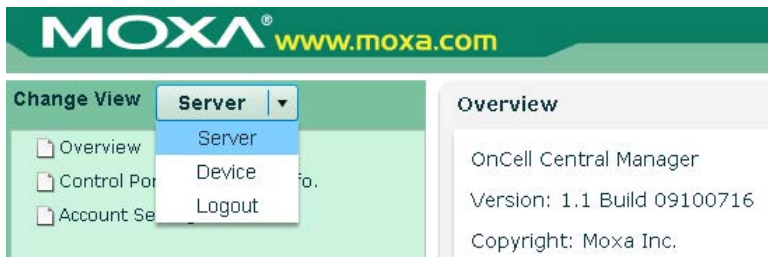 MOXA® www.moxa.com
Change View Server
Server
Device
Logout
Overview
Control Por fo.
Account Se
Overview
OnCell Central Manager
Version: 1.1 Build 09100716
Copyright: Moxa Inc.